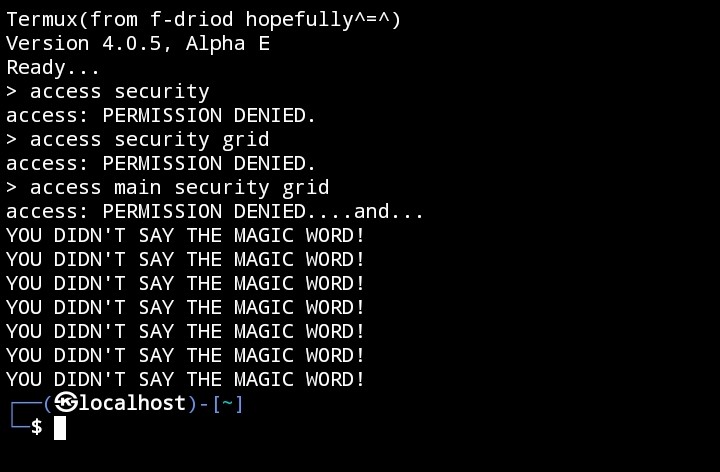 Termux(from f-driod hopefully^=^)
Version 4.0.5, Alpha E
Ready...
> access security
access: PERMISSION DENIED.
> access security grid
access: PERMISSION DENIED.
> access main security grid
access: PERMISSION DENIED....and...
YOU DIDN'T SAY THE MAGIC WORD!
YOU DIDN'T SAY THE MAGIC WORD!
YOU DIDN'T SAY THE MAGIC WORD!
YOU DIDN'T SAY THE MAGIC WORD!
YOU DIDN'T SAY THE MAGIC WORD!
YOU DIDN'T SAY THE MAGIC WORD!
YOU DIDN'T SAY THE MAGIC WORD!
┌──(㉿localhost)-[~]
└─$